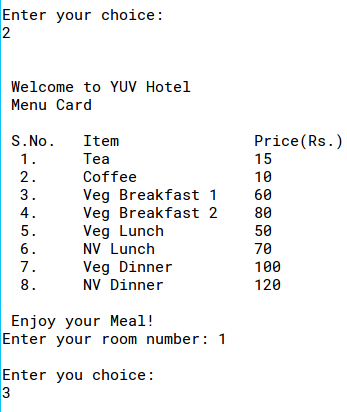 Enter your choice:
2
Welcome to YUV Hotel
Menu Card
S.No. Item Price(Rs.)
1. Tea 15
2. Coffee 10
3. Veg Breakfast 1 60
4. Veg Breakfast 2 80
5. Veg Lunch 50
6. NV Lunch 70
7. Veg Dinner 100
8. NV Dinner 120
Enjoy your Meal!
Enter your room number: 1
Enter you choice:
3